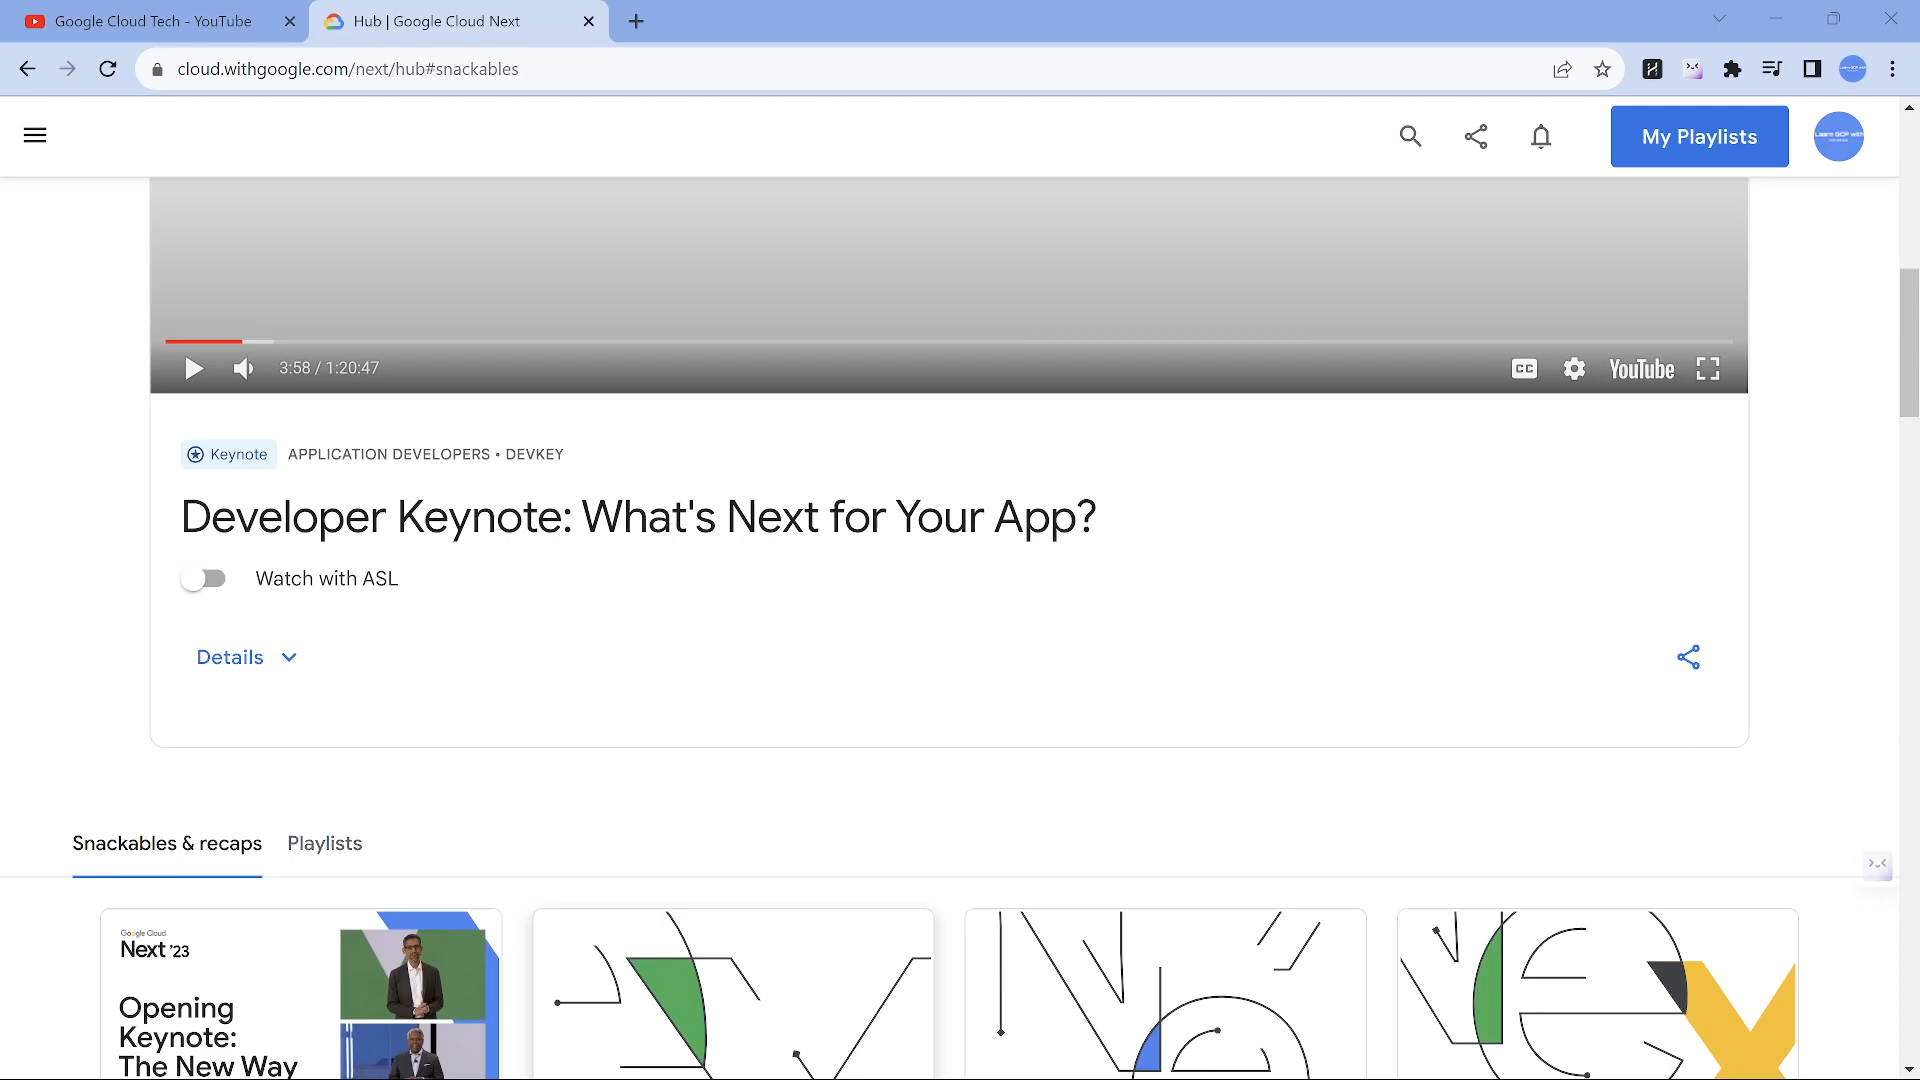 Google Cloud Tech - YouTube
Hub | Google Cloud Next
cloud.withgoogle.com/next/hub#snackables
My Playlists
3:58 / 1:20:47
CC
YouTube
Keynote
APPLICATION DEVELOPERS • DEVKEY
Developer Keynote: What's Next for Your App?
Watch with ASL
Details
Snackables & recaps
Playlists
Google Cloud
Next '23
Opening
Keynote:
The New Way